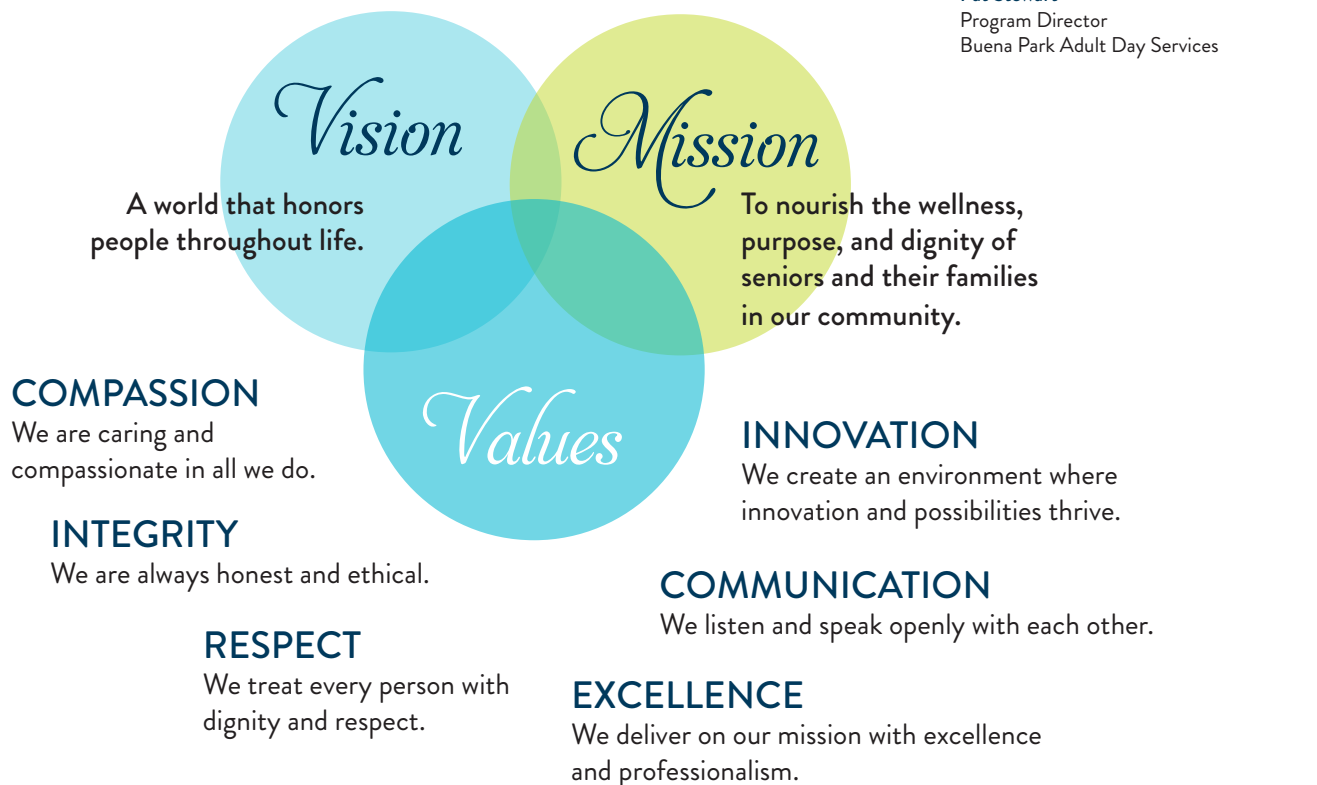 Program Director
Buena Park Adult Day Services
Vision
A world that honors
people throughout life.
Mission
To nourish the wellness,
purpose, and dignity of
seniors and their families
in our community.
Values
COMPASSION
We are caring and
compassionate in all we do.
INTEGRITY
We are always honest and ethical.
RESPECT
We treat every person with
dignity and respect.
INNOVATION
We create an environment where
innovation and possibilities thrive.
COMMUNICATION
We listen and speak openly with each other.
EXCELLENCE
We deliver on our mission with excellence
and professionalism.